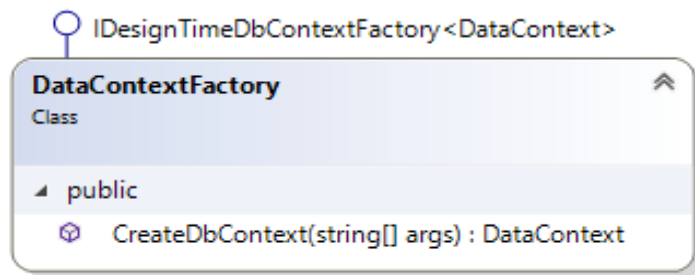 IDesignTimeDbContextFactory<DataContext>
DataContextFactory
Class
public
CreateDbContext(string[] args) : DataContext